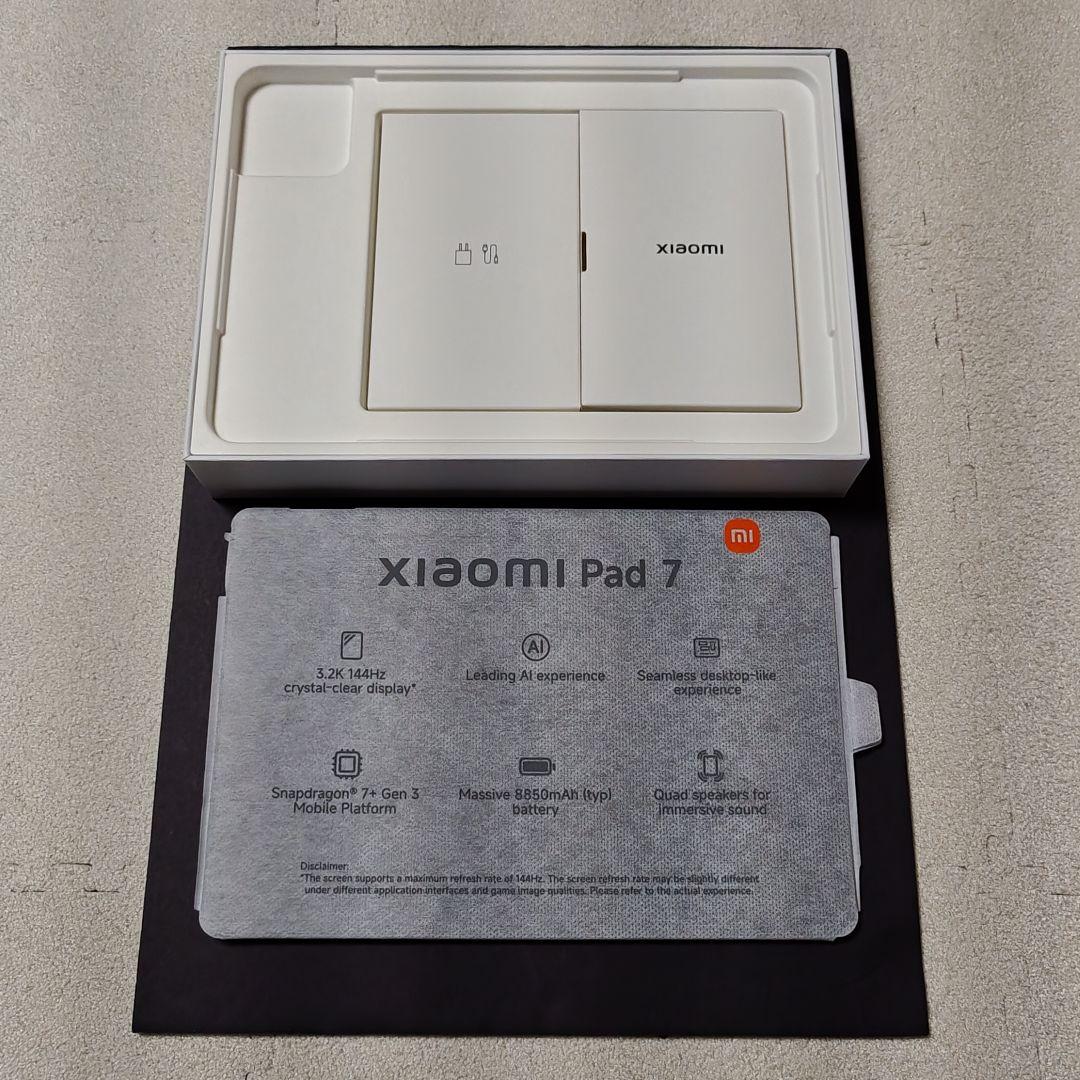 xiaomi
mi
xiaomi Pad 7
3.2K 144Hz
crystal-clear display*
AI
Leading AI experience
Seamless desktop-like
experience
Snapdragon® 7+ Gen 3
Mobile Platform
Massive 8850mAh (typ)
battery
Quad speakers for
immersive sound
Disclaimer:
*The screen supports a maximum refresh rate of 144Hz. The screen refresh rate may be slightly different
under different application interfaces and game image qualities. Please refer to the actual experience.